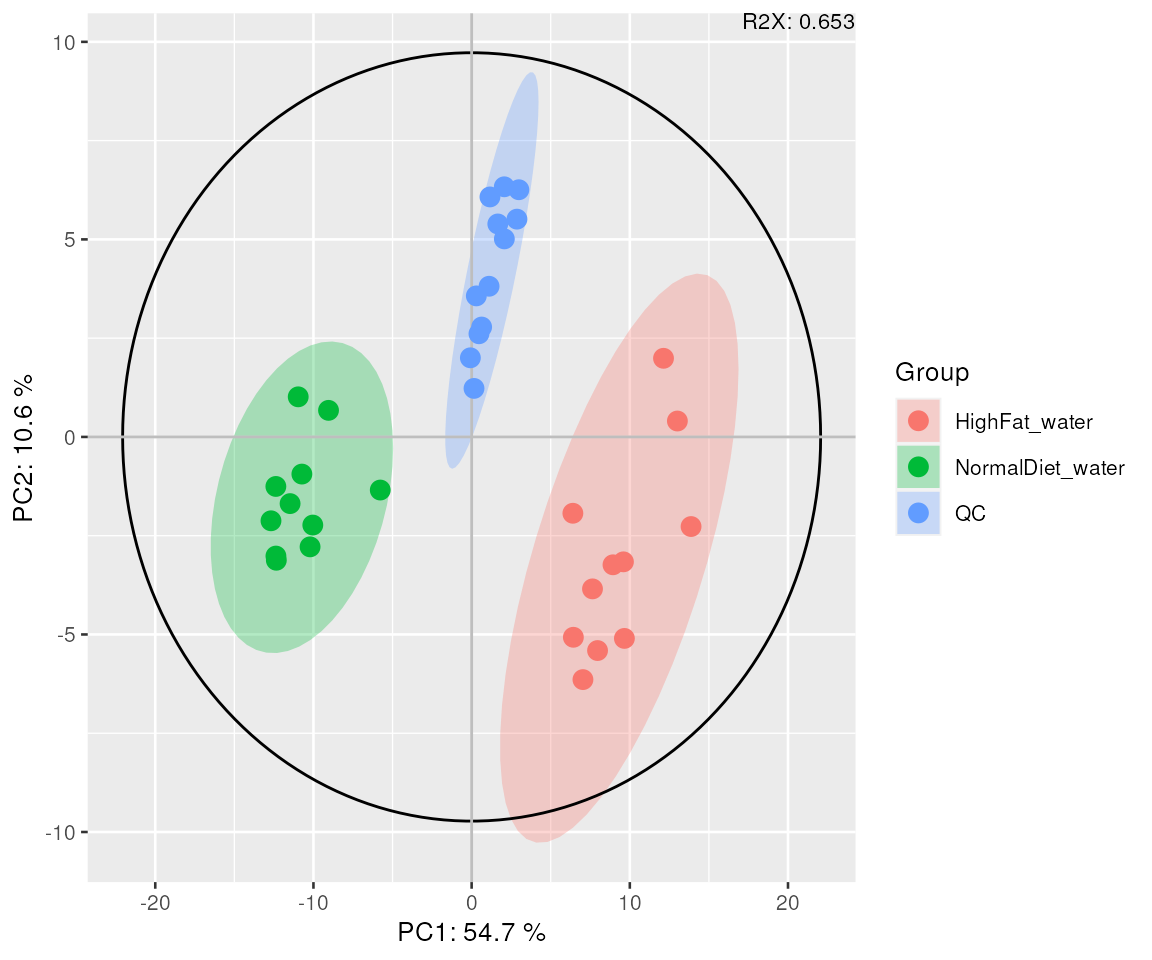 R2X: 0.653
10
5
0
-5
-10
PC2: 10.6 %
-20
-10
0
10
20
PC1: 54.7 %
Group
HighFat_water
NormalDiet_water
QC